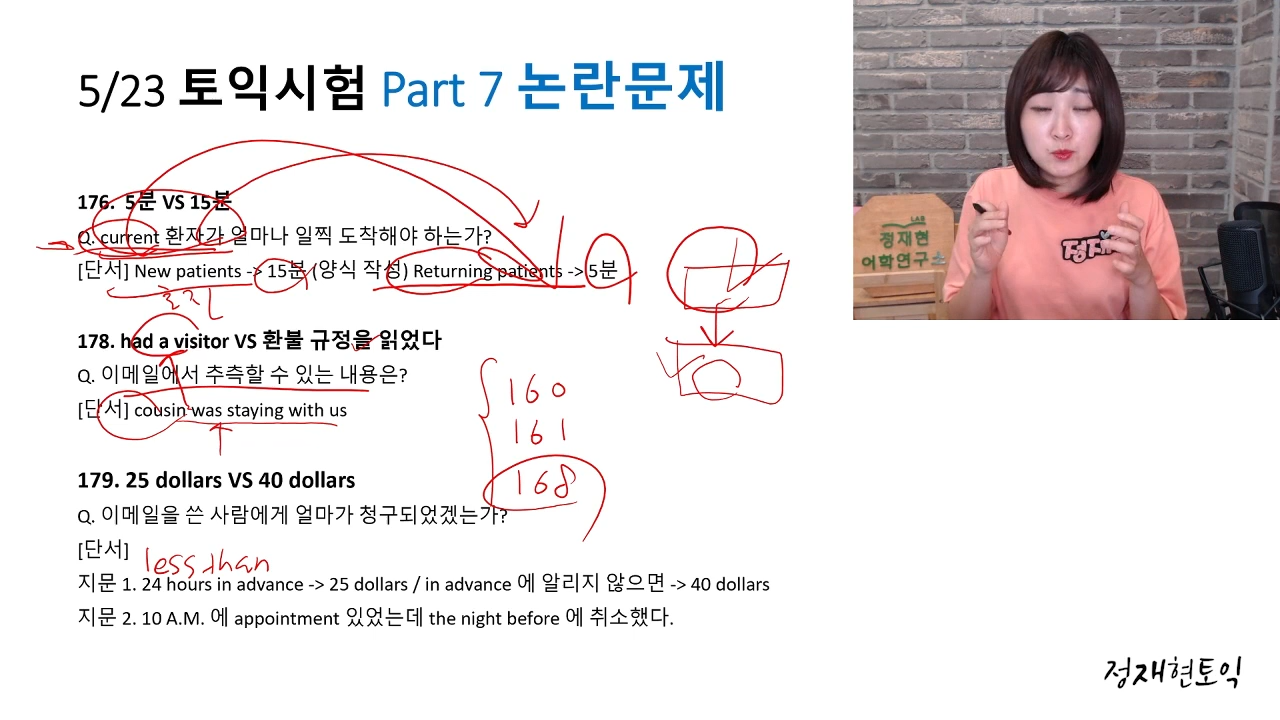 5/23 토익시험 Part 7 논란문제
176. 5분 VS 15분
Q. current 환자가 얼마나 일찍 도착해야 하는가?
[단서] New patients -> 15분 (양식 작성) Returning patients -> 5분
178. had a visitor VS 환불 규정을 읽었다
Q. 이메일에서 추측할 수 있는 내용은?
[단서] cousin was staying with us
160
161
168
179. 25 dollars VS 40 dollars
Q. 이메일을 쓴 사람에게 얼마가 청구되었겠는가?
[단서]
less than
지문 1. 24 hours in advance -> 25 dollars / in advance 에 알리지 않으면 -> 40 dollars
지문 2. 10 A.M. 에 appointment 있었는데 the night before 에 취소했다.
LAB
정재현
어학연구소
정재
정재현토익